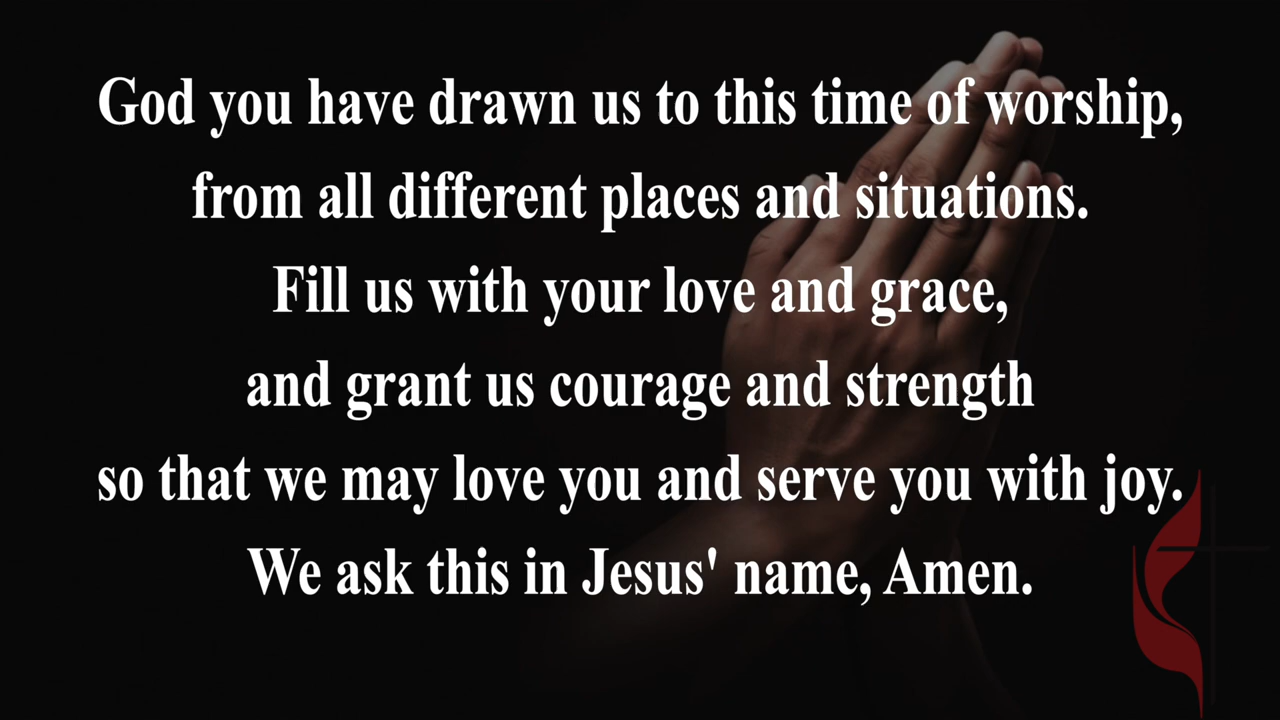 God you have drawn us to this time of worship,
from all different places and situations.
Fill us with your love and grace,
and grant us courage and strength
so that we may love you and serve you with joy.
We ask this in Jesus' name, Amen.